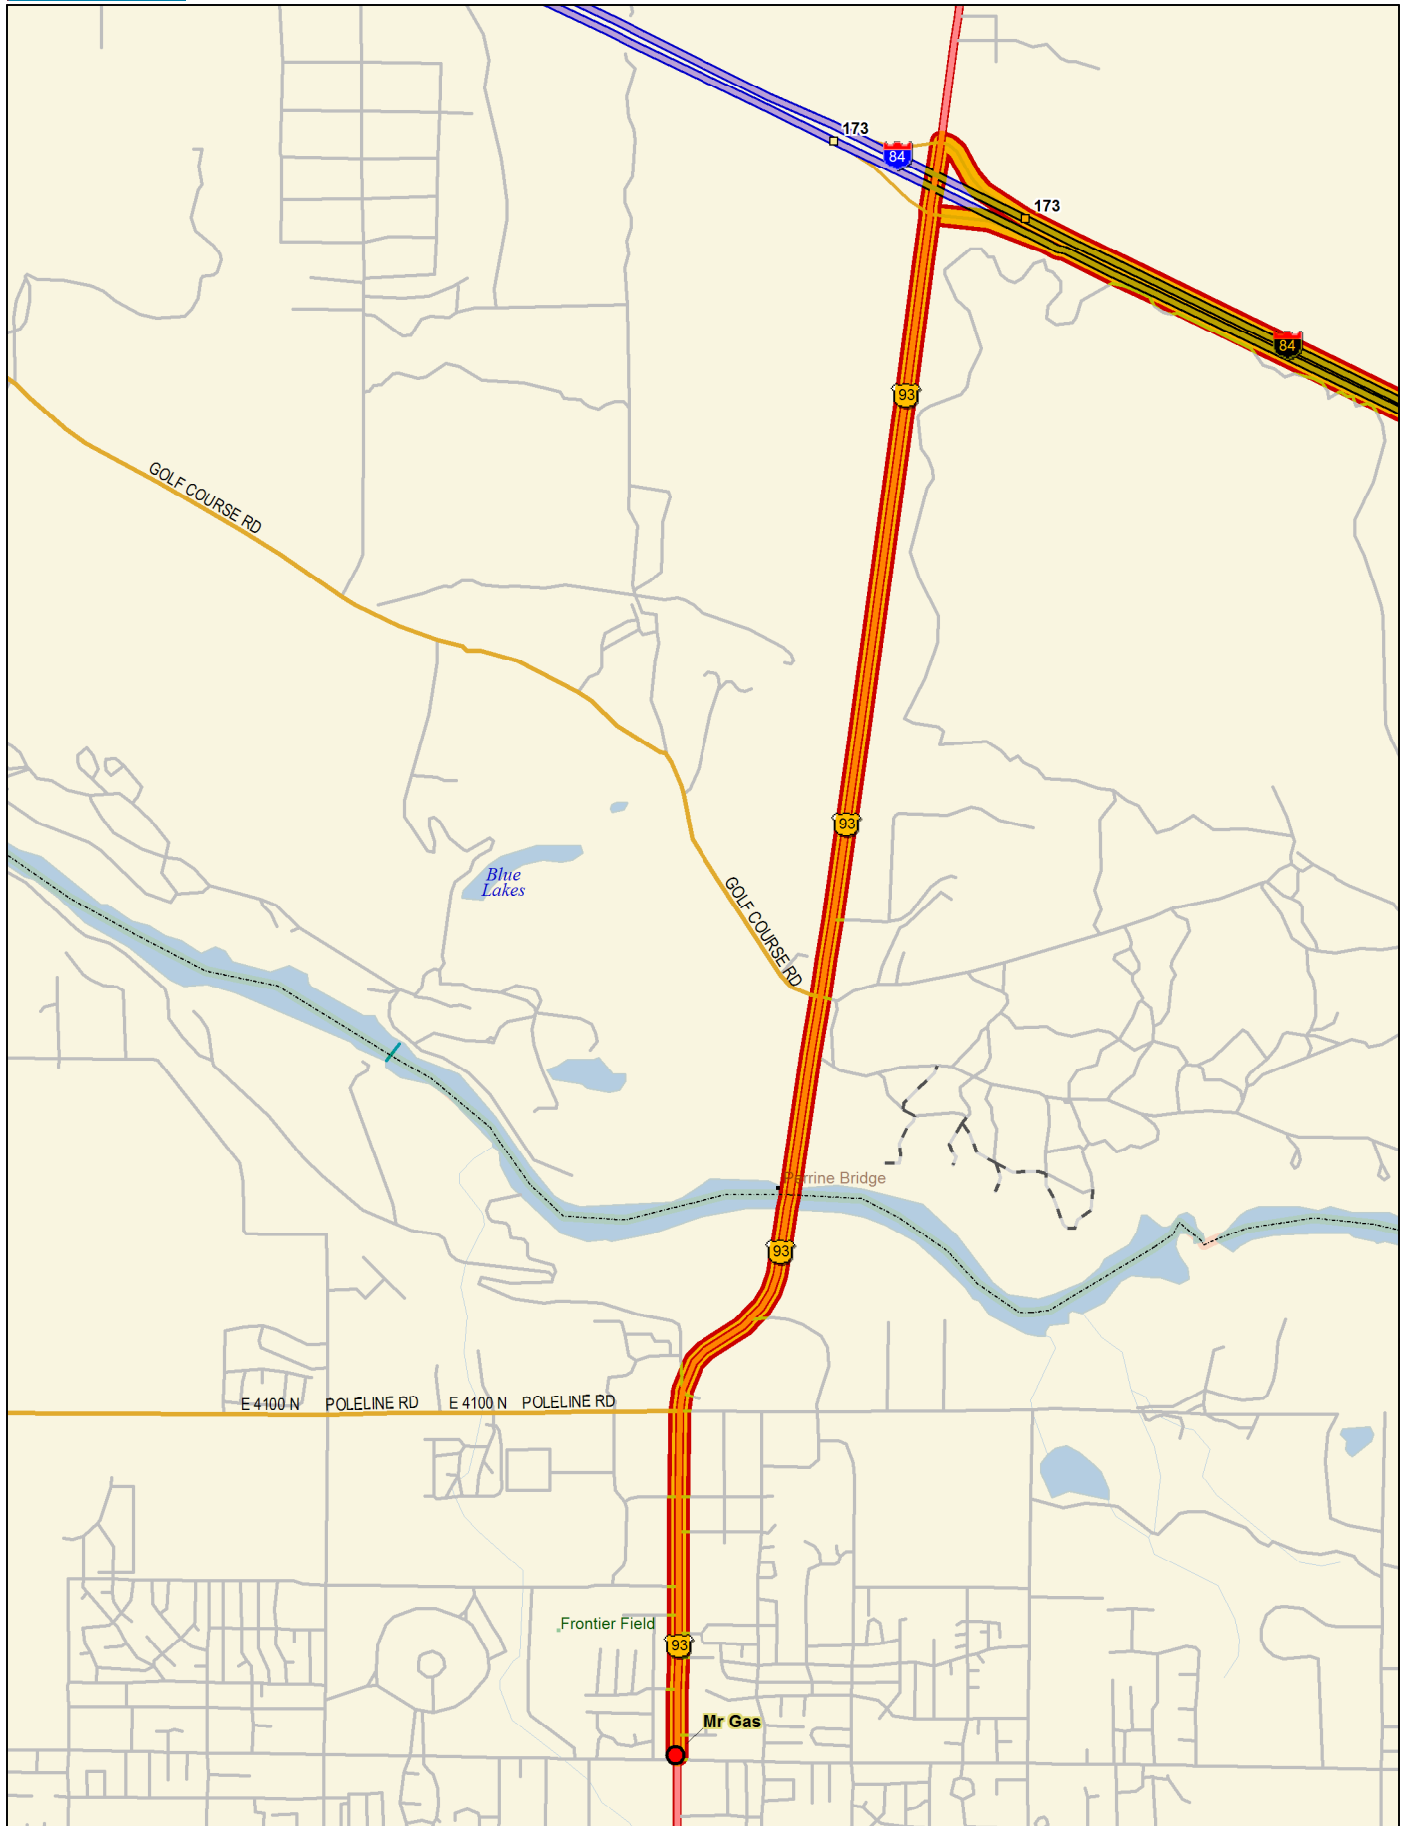 173
84
173
84
93
GOLF COURSE RD
93
Blue
Lakes
GOLF COURSE RD
Perrine Bridge
93
E 4100 N
POLELINE RD
E 4100 N
POLELINE RD
Frontier Field
93
Mr Gas